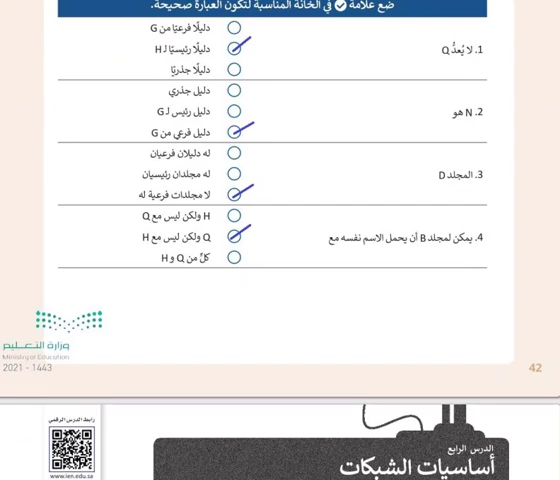 ضع علامة ✓ في الخانة المناسبة لتكون العبارة صحيحة.
1. لا يُعدُّ Q
دليلًا فرعيًا من G
دليلًا رئيسيًا لـ H
دليلًا جذريًا
2. N هو
دليل جذري
دليل رئيس لـ G
دليل فرعي من G
3. المجلد D
له دليلان فرعيان
له مجلدان رئيسيان
لا مجلدات فرعية له
4. يمكن لمجلد B أن يحمل الاسم نفسه مع
H ولكن ليس مع Q
Q ولكن ليس مع H
كلٍّ من Q و H
وزارة التعليم
Ministry of Education
2021 - 1443
42
رابط الدرس الرقمي
www.ien.edu.sa
الدرس الرابع
أساسيات الشبكات